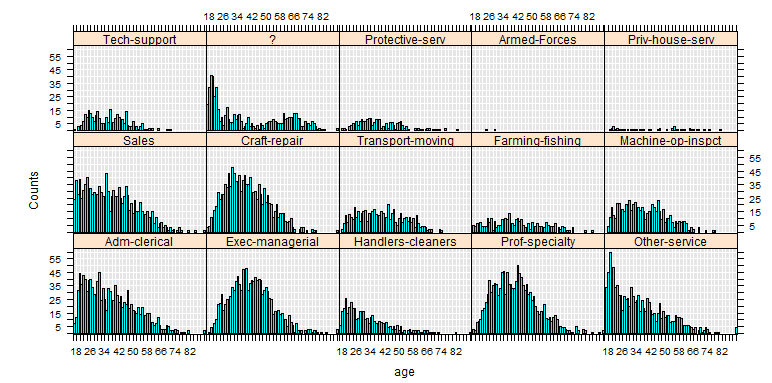 18 26 34 42 50 58 66 74 82 18 26 34 42 50 58 66 74 82
Tech-support ? Protective-serv Armed-Forces Priv-house-serv
55
45
35
25
15
5
Sales Craft-repair Transport-moving Farming-fishing Machine-op-inspct
55
45
35
25
15
5
Counts
Adm-clerical Exec-managerial Handlers-cleaners Prof-specialty Other-service
55
45
35
25
15
5
18 26 34 42 50 58 66 74 82 18 26 34 42 50 58 66 74 82 18 26 34 42 50 58 66 74 82
age